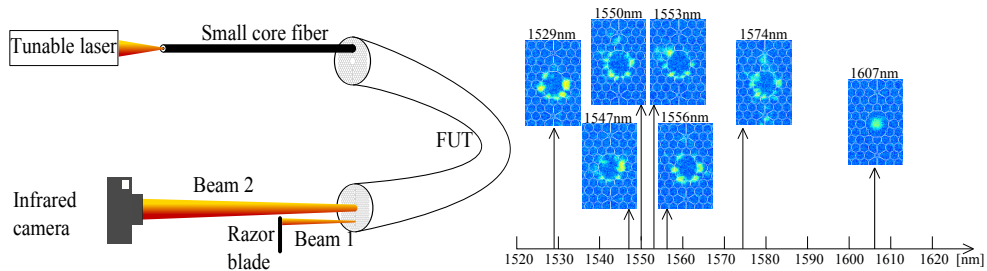 Tunable laser
Small core fiber
FUT
Infrared
camera
Beam 2
Razor
blade
Beam 1
1529nm
1550nm
1553nm
1574nm
1607nm
1547nm
1556nm
1520 1530 1540 1550 1560 1570 1580 1590 1600 1610 1620 [nm]